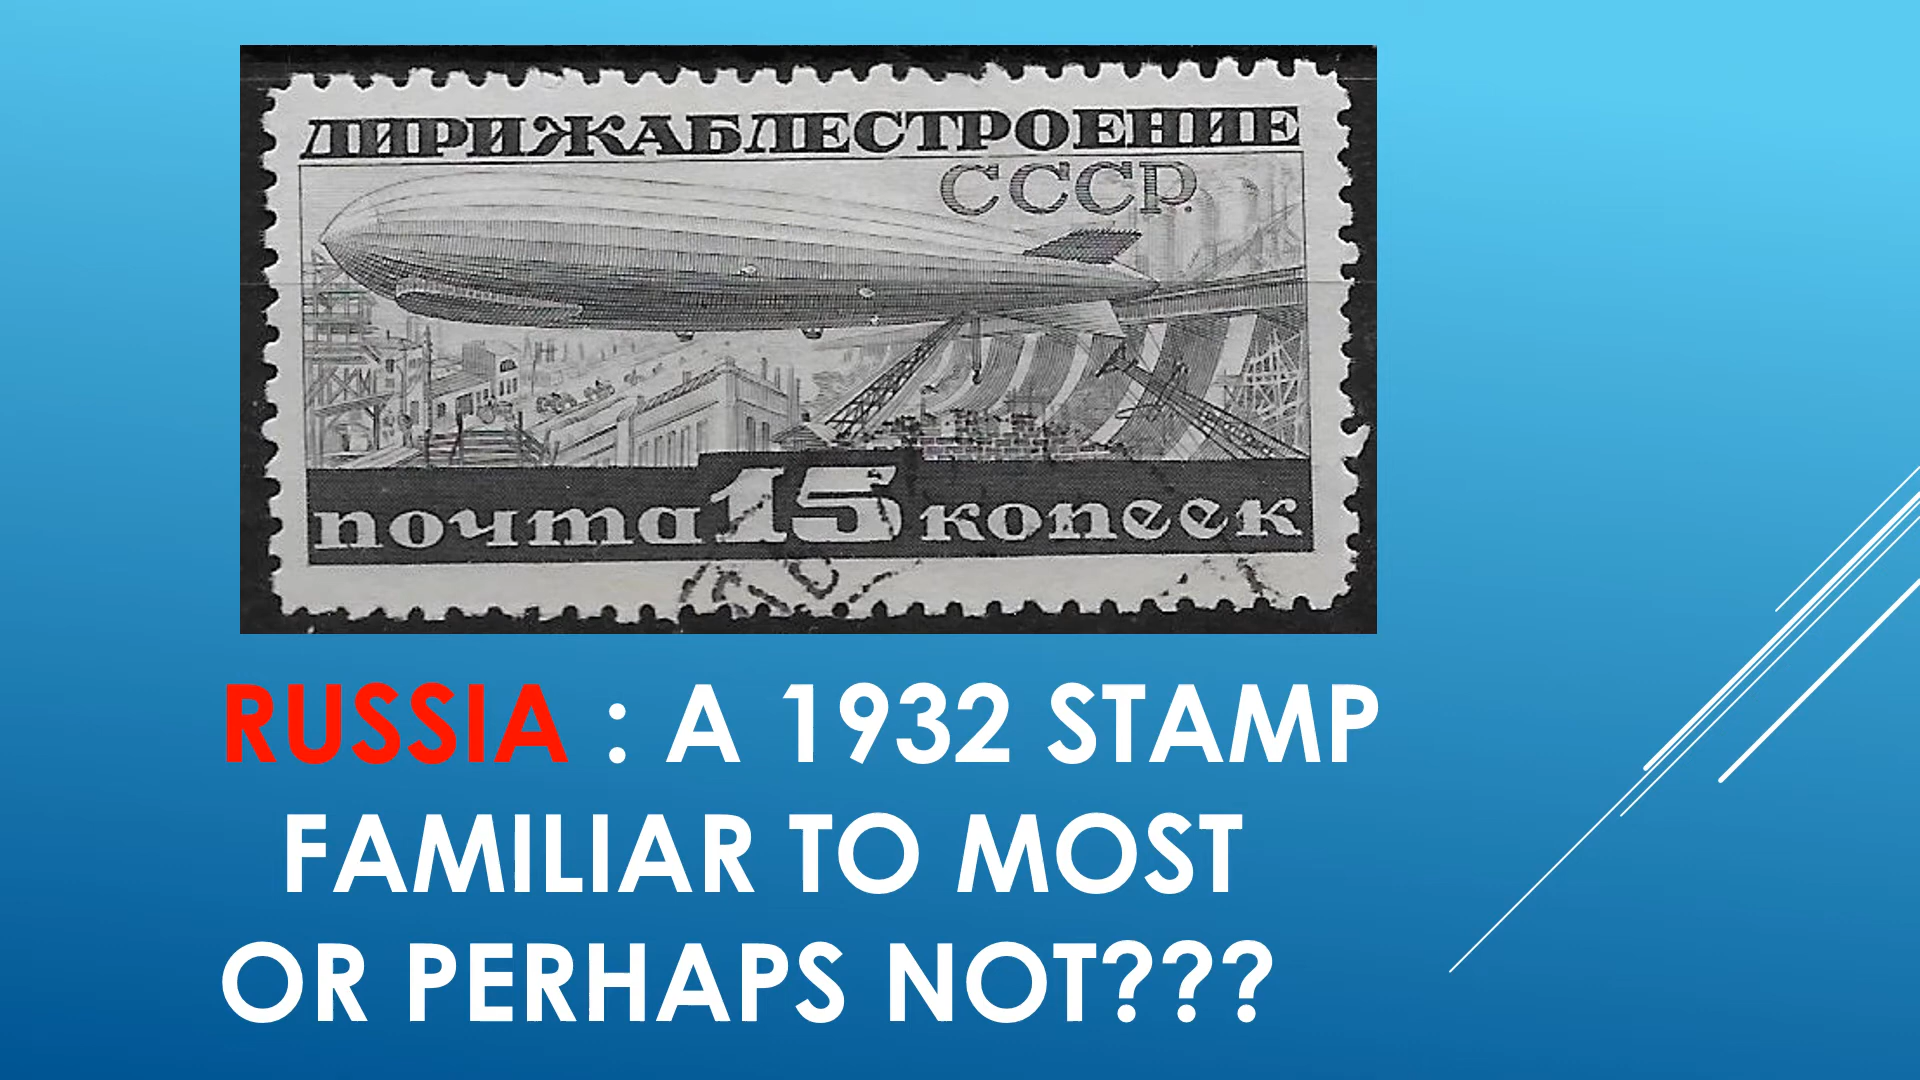 ДИРИЖАБЛЕСТРОЕНИЕ
СССР.
почта 15 копеек
RUSSIA : A 1932 STAMP
FAMILIAR TO MOST
OR PERHAPS NOT???